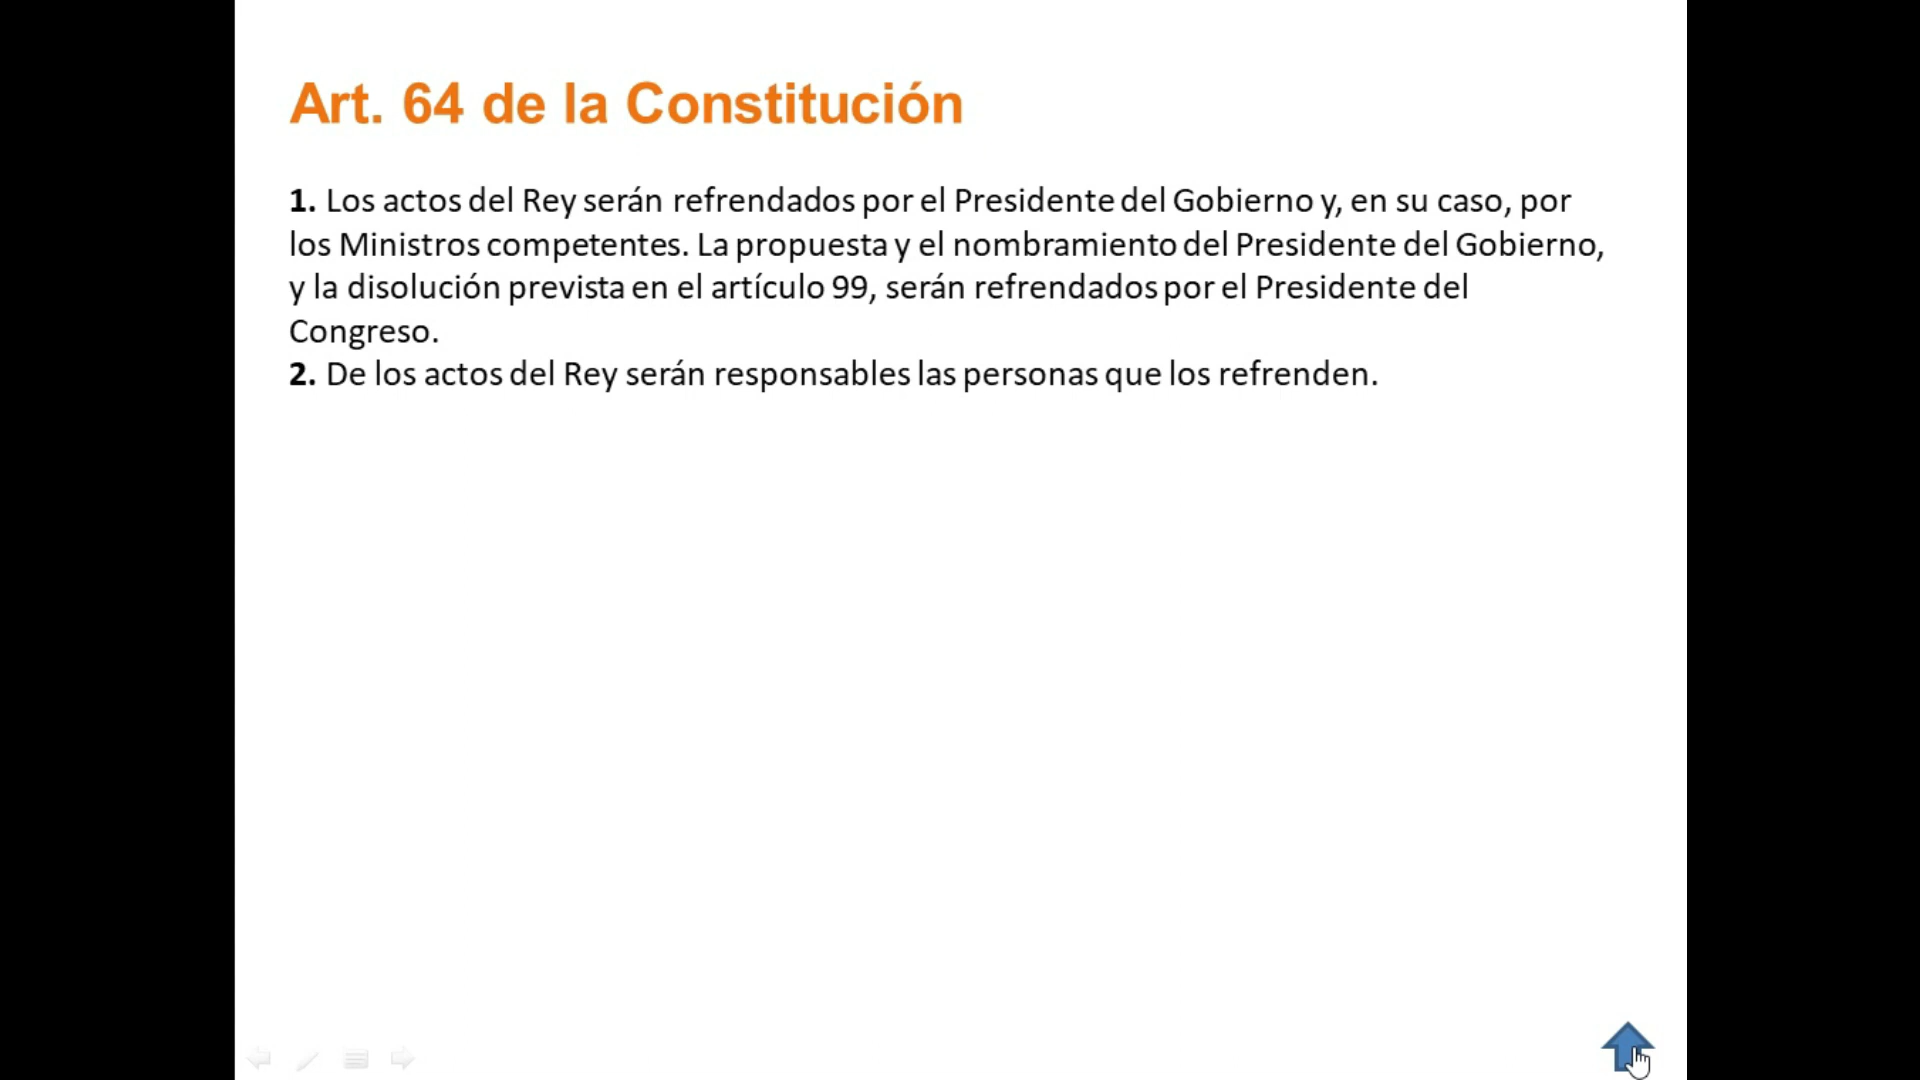 Art. 64 de la Constitución
1. Los actos del Rey serán refrendados por el Presidente del Gobierno y, en su caso, por
los Ministros competentes. La propuesta y el nombramiento del Presidente del Gobierno,
y la disolución prevista en el artículo 99, serán refrendados por el Presidente del
Congreso.
2. De los actos del Rey serán responsables las personas que los refrenden.